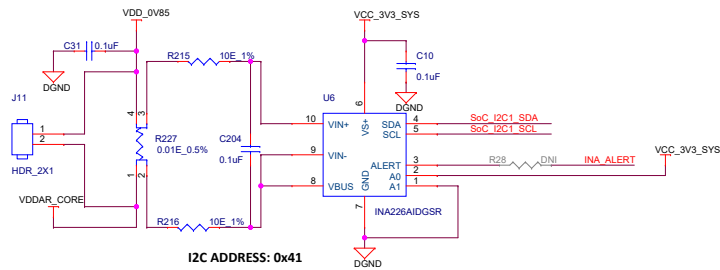 VDD_0V85
VCC_3V3_SYS
C31
0.1uF
DGND
R215
10E_1%
C10
0.1uF
DGND
J11
1
2
HDR_2X1
4
3
R227
0.01E_0.5%
1
2
C204
0.1uF
U6
10
VIN+
9
VIN-
8
VBUS
6
VS+
SDA
4
SoC_I2C1_SDA
SCL
5
SoC_I2C1_SCL
ALERT
3
R28
DNI
INA_ALERT
VCC_3V3_SYS
A0
2
A1
1
GND
7
INA226AIDGSR
VDDAR_CORE
R216
10E_1%
DGND
I2C ADDRESS: 0x41